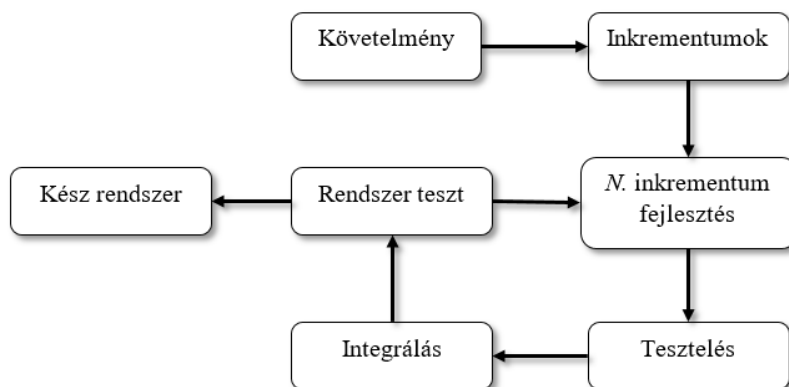 Követelmény
Inkrementumok
Kész rendszer
Rendszer teszt
N. inkrementum
fejlesztés
Integrálás
Tesztelés